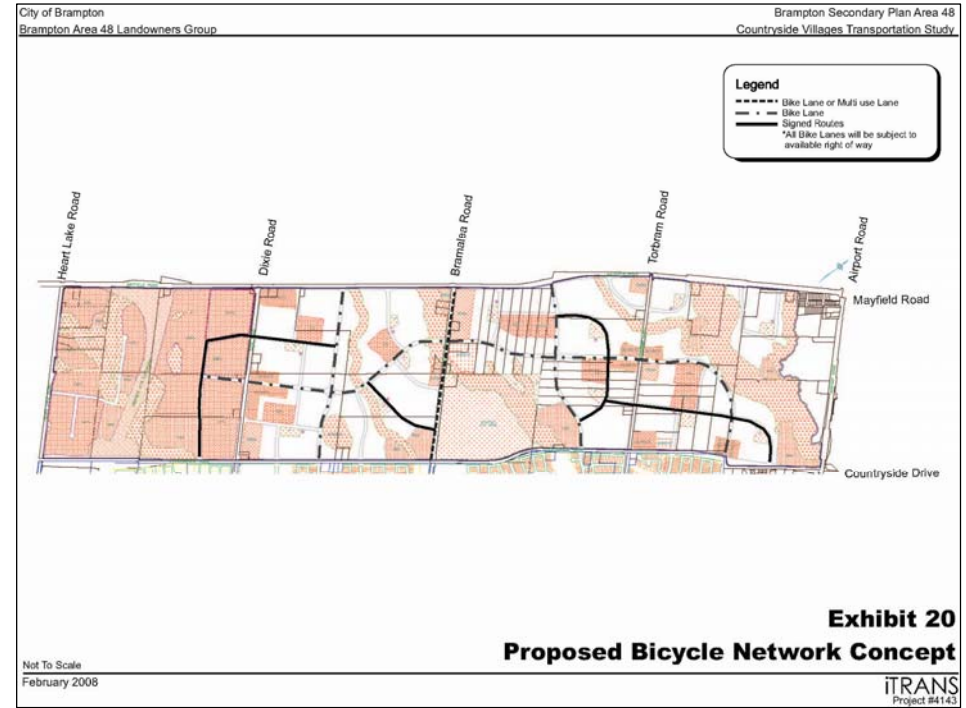 City of Brampton
Brampton Area 48 Landowners Group
Brampton Secondary Plan Area 48
Countryside Villages Transportation Study
Legend
Bike Lane or Multi use Lane
Bike Lane
Signed Routes
*All Bike Lanes will be subject to
available right of way
Heart Lake Road
Dixie Road
Bramalea Road
Torbram Road
Airport Road
Mayfield Road
Countryside Drive
Exhibit 20
Proposed Bicycle Network Concept
Not To Scale
February 2008
iTRANS
Project #4143